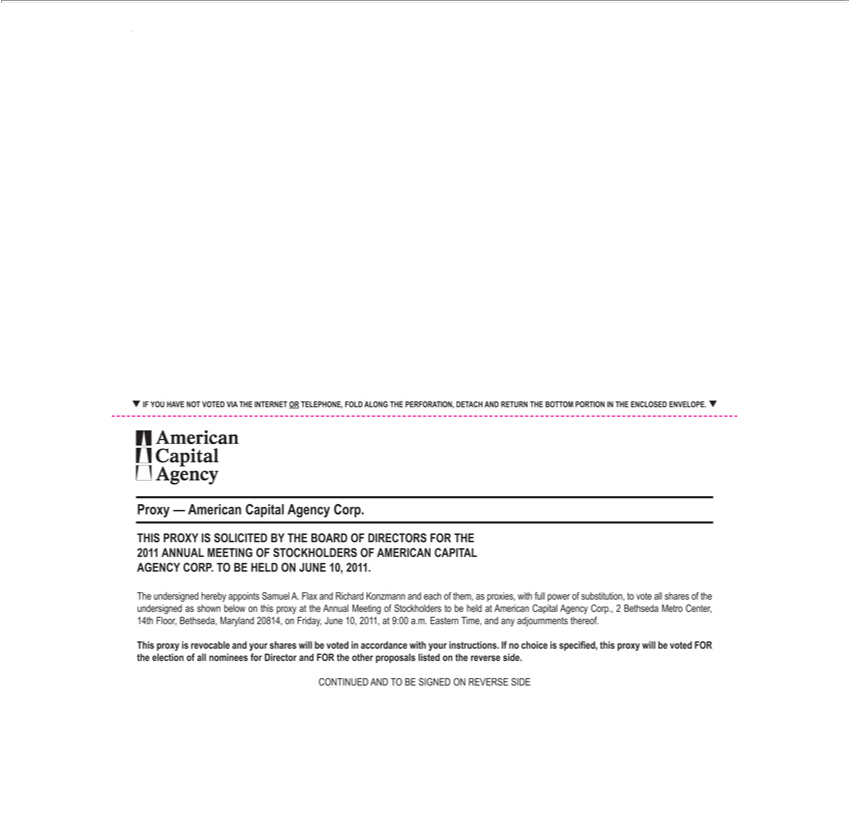 ▼ IF YOU HAVE NOT VOTED VIA THE INTERNET OR TELEPHONE, FOLD ALONG THE PERFORATION, DETACH AND RETURN THE BOTTOM PORTION IN THE ENCLOSED ENVELOPE. ▼
American
Capital
Agency
Proxy — American Capital Agency Corp.
THIS PROXY IS SOLICITED BY THE BOARD OF DIRECTORS FOR THE
2011 ANNUAL MEETING OF STOCKHOLDERS OF AMERICAN CAPITAL
AGENCY CORP. TO BE HELD ON JUNE 10, 2011.
The undersigned hereby appoints Samuel A. Flax and Richard Konzmann and each of them, as proxies, with full power of substitution, to vote all shares of the
undersigned as shown below on this proxy at the Annual Meeting of Stockholders to be held at American Capital Agency Corp., 2 Bethseda Metro Center,
14th Floor, Bethseda, Maryland 20814, on Friday, June 10, 2011, at 9:00 a.m. Eastern Time, and any adjournments thereof.
This proxy is revocable and your shares will be voted in accordance with your instructions. If no choice is specified, this proxy will be voted FOR
the election of all nominees for Director and FOR the other proposals listed on the reverse side.
CONTINUED AND TO BE SIGNED ON REVERSE SIDE